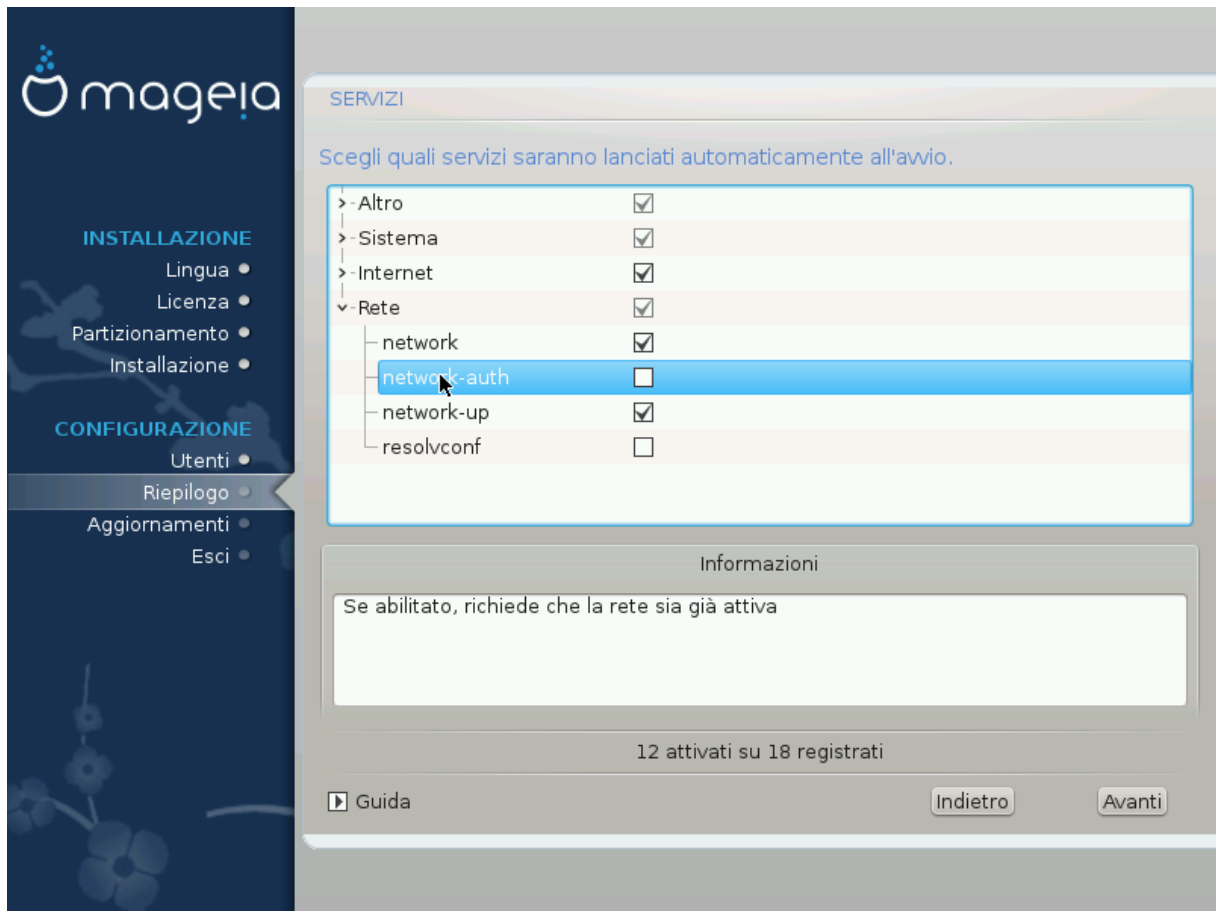 mageia
INSTALLAZIONE
Lingua
Licenza
Partizionamento
Installazione
CONFIGURAZIONE
Utenti
Riepilogo
Aggiornamenti
Esci
SERVIZI
Scegli quali servizi saranno lanciati automaticamente all'avvio.
Altro
Sistema
Internet
Rete
network
network-auth
network-up
resolvconf
Informazioni
Se abilitato, richiede che la rete sia già attiva
12 attivati su 18 registrati
Guida
Indietro
Avanti